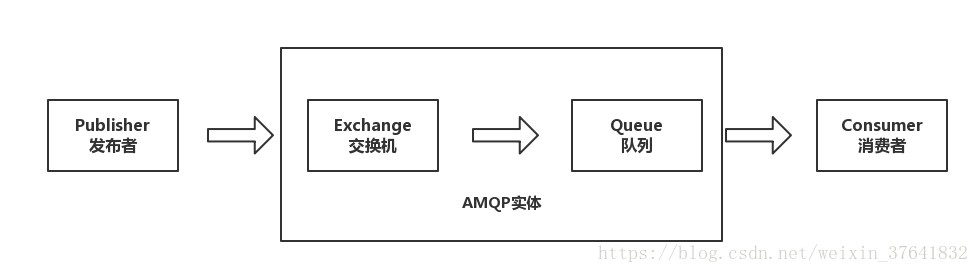 Publisher
发布者
Exchange
交换机
Queue
队列
Consumer
消费者
AMQP实体
https://blog.csdn.net/weixin_37641832